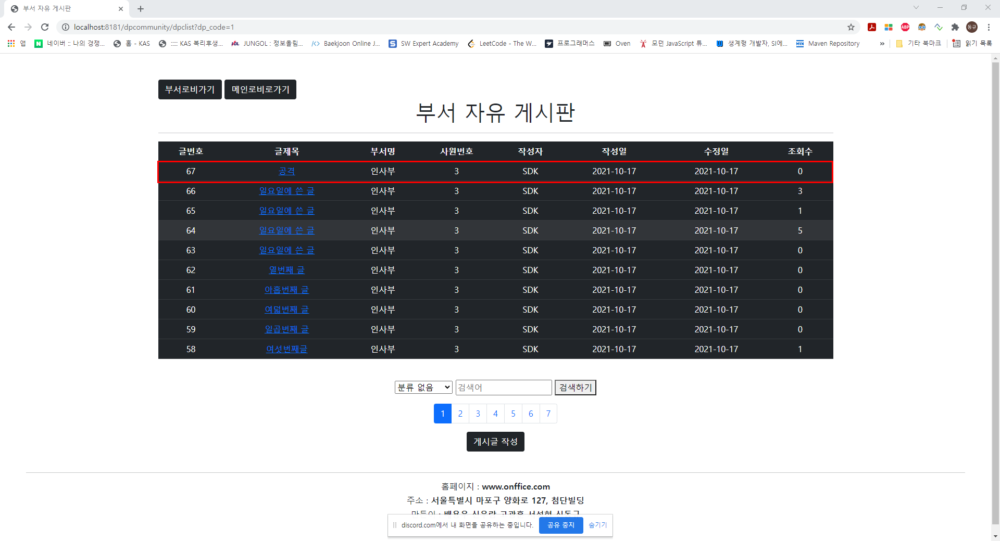 부서 자유 게시판
localhost:8181/dpcommunity/dpclist?dp_code=1
ABP
동규
앱 네이버 :: 나의 경쟁... 홈 - KAS ::::: KAS 복리후생... JUNGOL : 정보올림... Baekjoon Online J... SW Expert Academy LeetCode - The W... 프로그래머스 Oven 모던 JavaScript 튜... 생계형 개발자, SI에... Maven Repository » 기타 북마크 읽기 목록
부서로비가기 메인로비로가기
부서 자유 게시판
글번호 글제목 부서명 사원번호 작성자 작성일 수정일 조회수
67 공격 인사부 3 SDK 2021-10-17 2021-10-17 0
66 일요일에 쓴 글 인사부 3 SDK 2021-10-17 2021-10-17 3
65 일요일에 쓴 글 인사부 3 SDK 2021-10-17 2021-10-17 1
64 일요일에 쓴 글 인사부 3 SDK 2021-10-17 2021-10-17 5
63 일요일에 쓴 글 인사부 3 SDK 2021-10-17 2021-10-17 0
62 열번째 글 인사부 3 SDK 2021-10-17 2021-10-17 0
61 아홉번째 글 인사부 3 SDK 2021-10-17 2021-10-17 0
60 여덟번째 글 인사부 3 SDK 2021-10-17 2021-10-17 0
59 일곱번째 글 인사부 3 SDK 2021-10-17 2021-10-17 0
58 여섯번째글 인사부 3 SDK 2021-10-17 2021-10-17 1
분류 없음 검색어 검색하기
1 2 3 4 5 6 7
게시글 작성
홈페이지 : www.onffice.com
주소 : 서울특별시 마포구 양화로 127, 첨단빌딩
discord.com에서 내 화면을 공유하는 중입니다. 공유 중지 숨기기